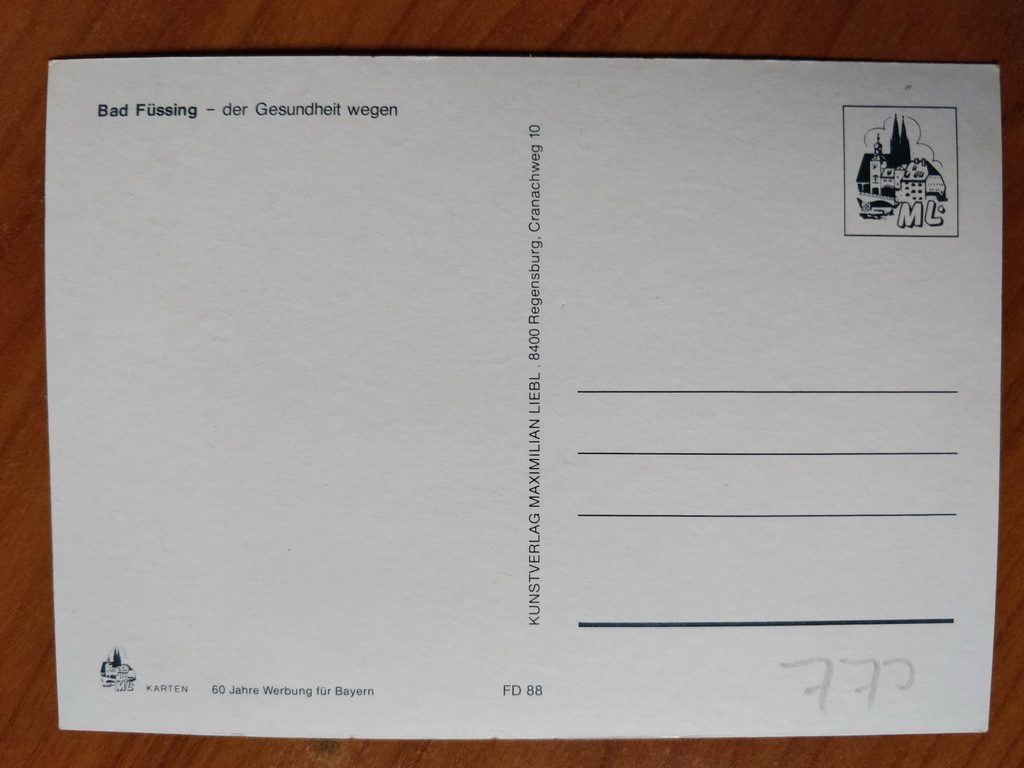 Bad Füssing – der Gesundheit wegen
KUNSTVERLAG MAXIMILIAN LIEBL . 8400 Regensburg, Cranachweg 10
ML
ML KARTEN 60 Jahre Werbung für Bayern FD 88